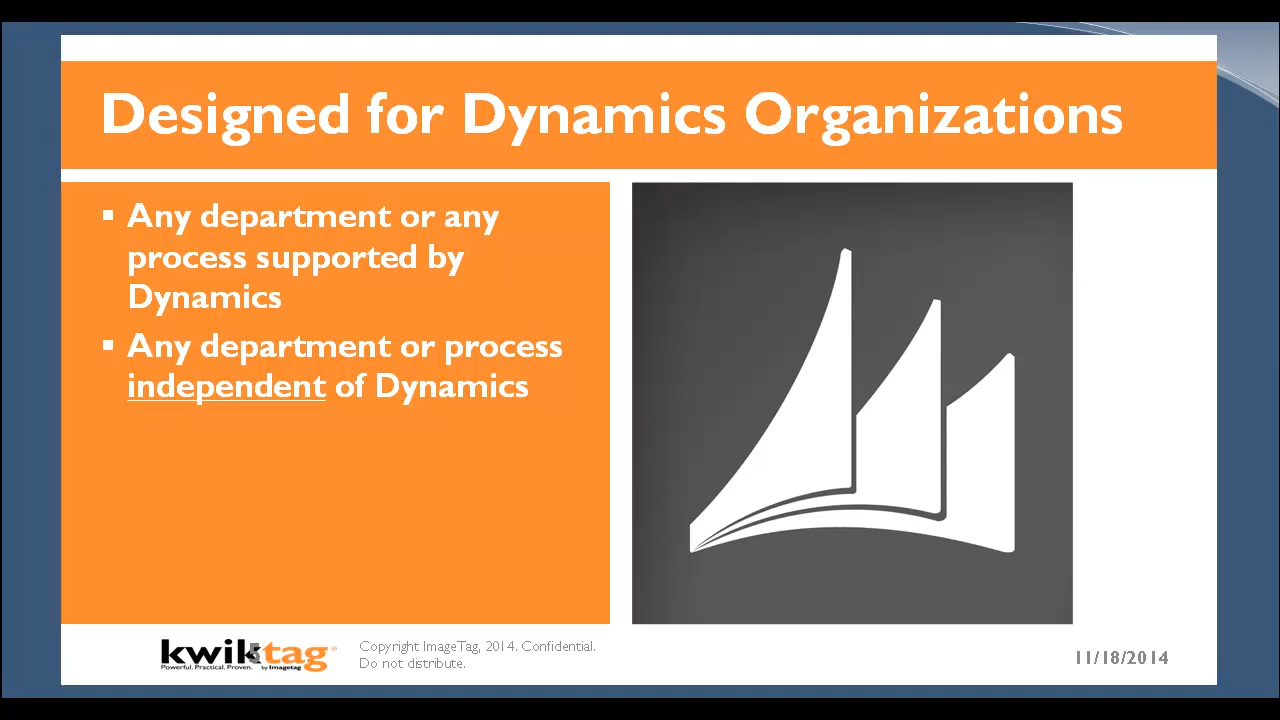 Designed for Dynamics Organizations
▪ Any department or any
process supported by
Dynamics
▪ Any department or process
independent of Dynamics
kwiktag
Powerful. Practical. Proven. by Imagetag
Copyright ImageTag, 2014. Confidential.
Do not distribute.
11/18/2014